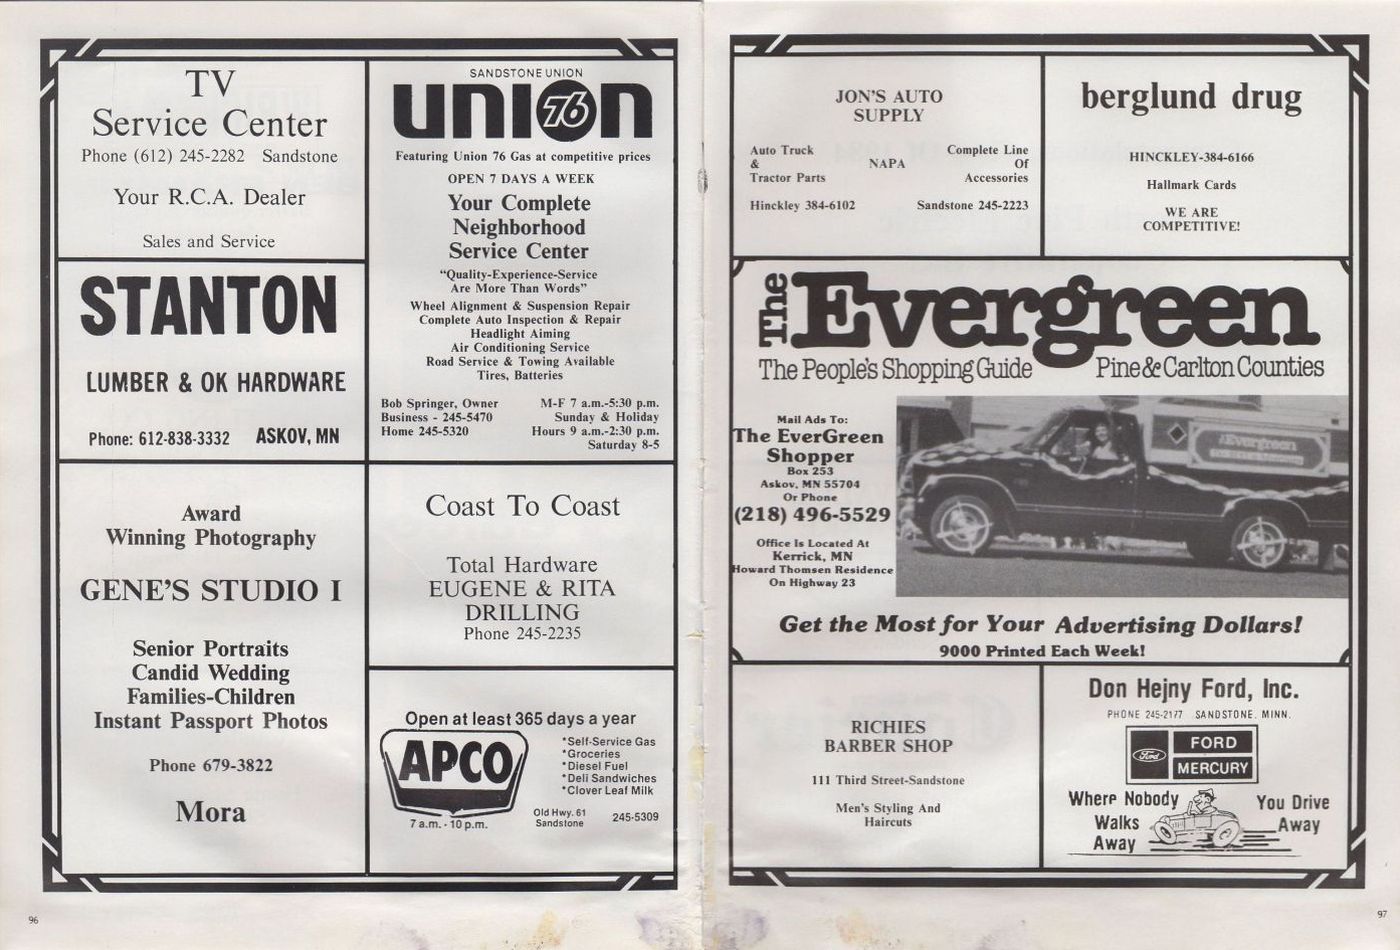 TV
Service Center
Phone (612) 245-2282 Sandstone
Your R.C.A. Dealer
Sales and Service
STANTON
LUMBER & OK HARDWARE
Phone: 612-838-3332 ASKOV, MN
Award
Winning Photography
GENE'S STUDIO I
Senior Portraits
Candid Wedding
Families-Children
Instant Passport Photos
Phone 679-3822
Mora
SANDSTONE UNION
union
76
Featuring Union 76 Gas at competitive prices
OPEN 7 DAYS A WEEK
Your Complete
Neighborhood
Service Center
"Quality-Experience-Service
Are More Than Words"
Wheel Alignment & Suspension Repair
Complete Auto Inspection & Repair
Headlight Aiming
Air Conditioning Service
Road Service & Towing Available
Tires, Batteries
Bob Springer, Owner
Business - 245-5470
Home 245-5320
M-F 7 a.m.-5:30 p.m.
Sunday & Holiday
Hours 9 a.m.-2:30 p.m.
Saturday 8-5
Coast To Coast
Total Hardware
EUGENE & RITA
DRILLING
Phone 245-2235
Open at least 365 days a year
APCO
7 a.m. - 10 p.m.
*Self-Service Gas
*Groceries
*Diesel Fuel
*Deli Sandwiches
*Clover Leaf Milk
Old Hwy. 61
Sandstone
245-5309
96
JON'S AUTO
SUPPLY
Auto Truck
&
Tractor Parts
NAPA
Complete Line
Of
Accessories
Hinckley 384-6102
Sandstone 245-2223
berglund drug
HINCKLEY-384-6166
Hallmark Cards
WE ARE
COMPETITIVE!
The Evergreen
The People's Shopping Guide Pine & Carlton Counties
Mail Ads To:
The EverGreen
Shopper
Box 253
Askov, MN 55704
Or Phone
(218) 496-5529
Office Is Located At
Kerrick, MN
Howard Thomsen Residence
On Highway 23
Evergreen
Get the Most for Your Advertising Dollars!
9000 Printed Each Week!
RICHIES
BARBER SHOP
111 Third Street-Sandstone
Men's Styling And
Haircuts
Don Hejny Ford, Inc.
PHONE 245-2177 SANDSTONE, MINN.
Ford
FORD
MERCURY
Where Nobody
Walks
Away
You Drive
Away
97